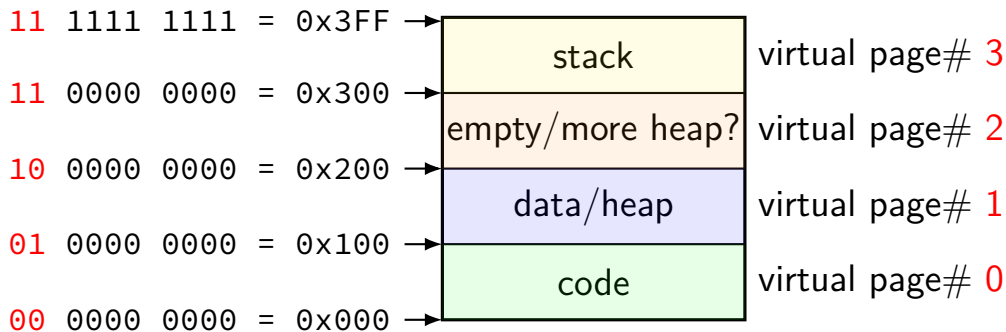 11 1111 1111 = 0x3FF
stack
virtual page# 3
11 0000 0000 = 0x300
empty/more heap?
virtual page# 2
10 0000 0000 = 0x200
data/heap
virtual page# 1
01 0000 0000 = 0x100
code
virtual page# 0
00 0000 0000 = 0x000